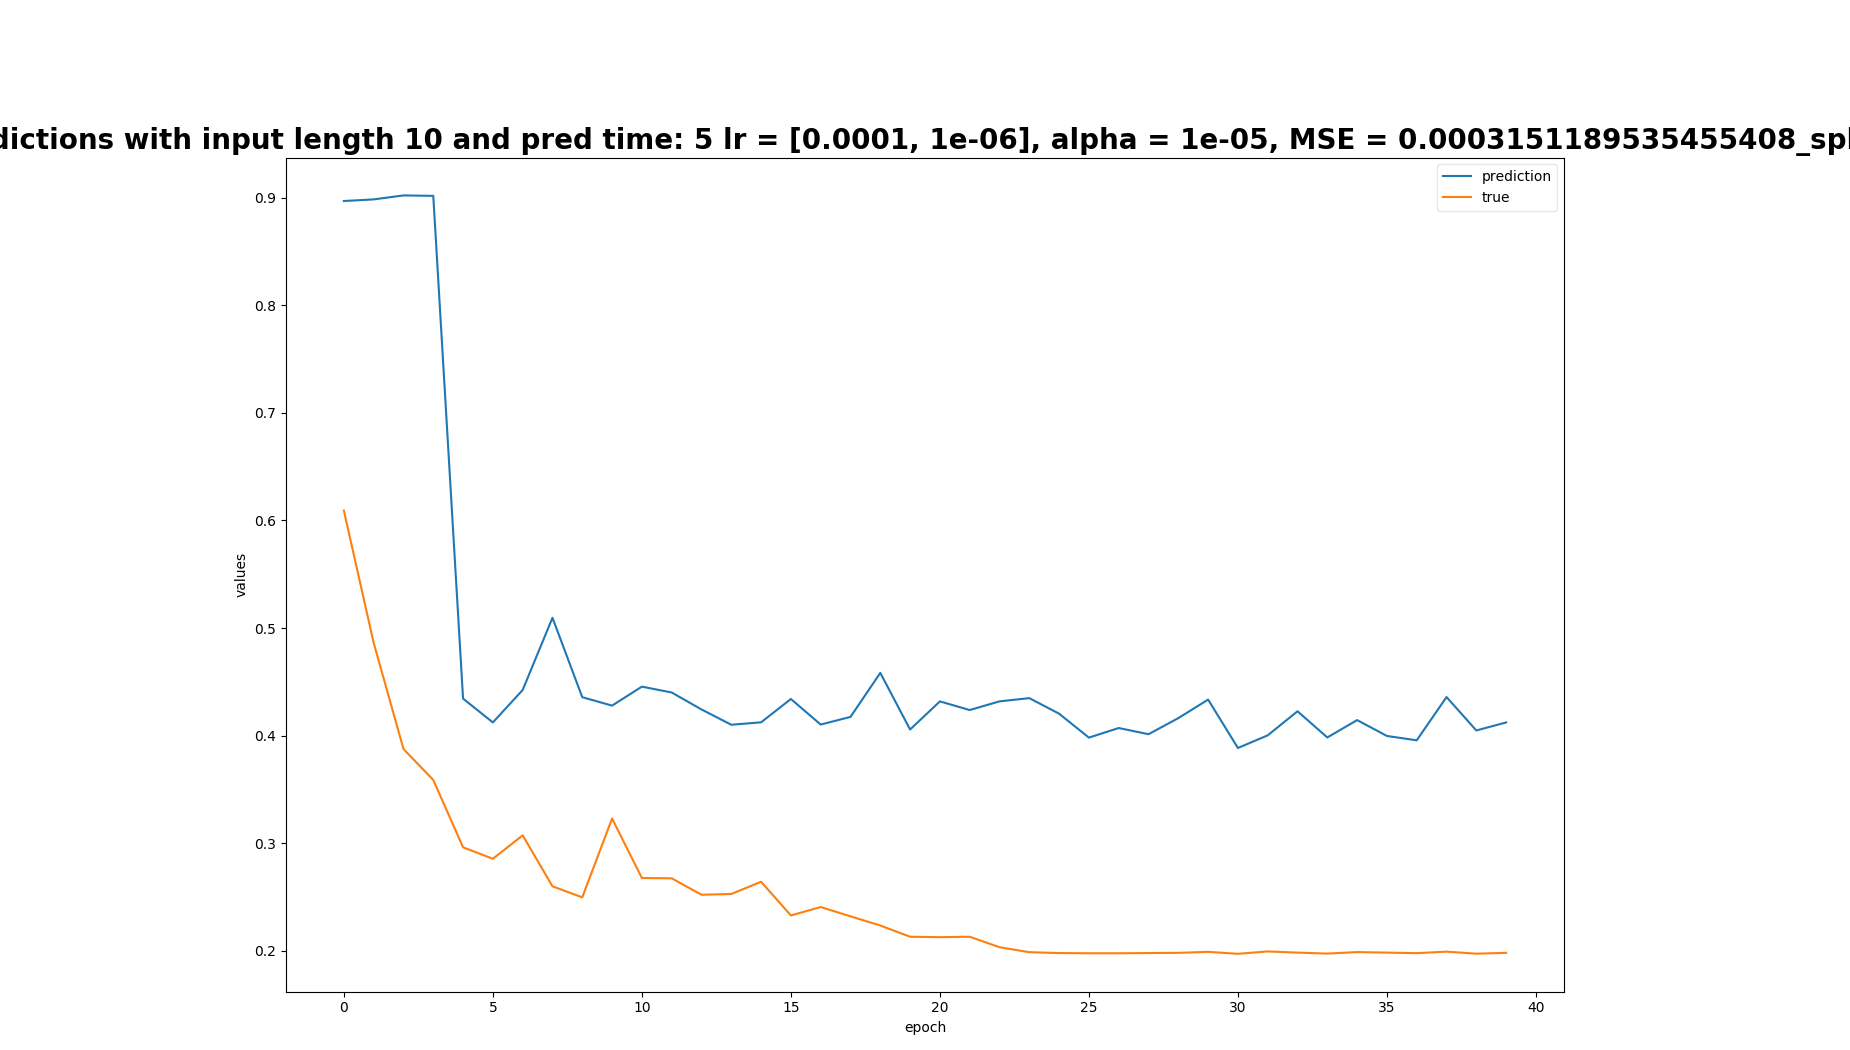 dictions with input length 10 and pred time: 5 lr = [0.0001, 1e-06], alpha = 1e-05, MSE = 0.0003151189535455408_spl
prediction
true
0.9
0.8
0.7
0.6
0.5
0.4
0.3
0.2
values
0 5 10 15 20 25 30 35 40
epoch